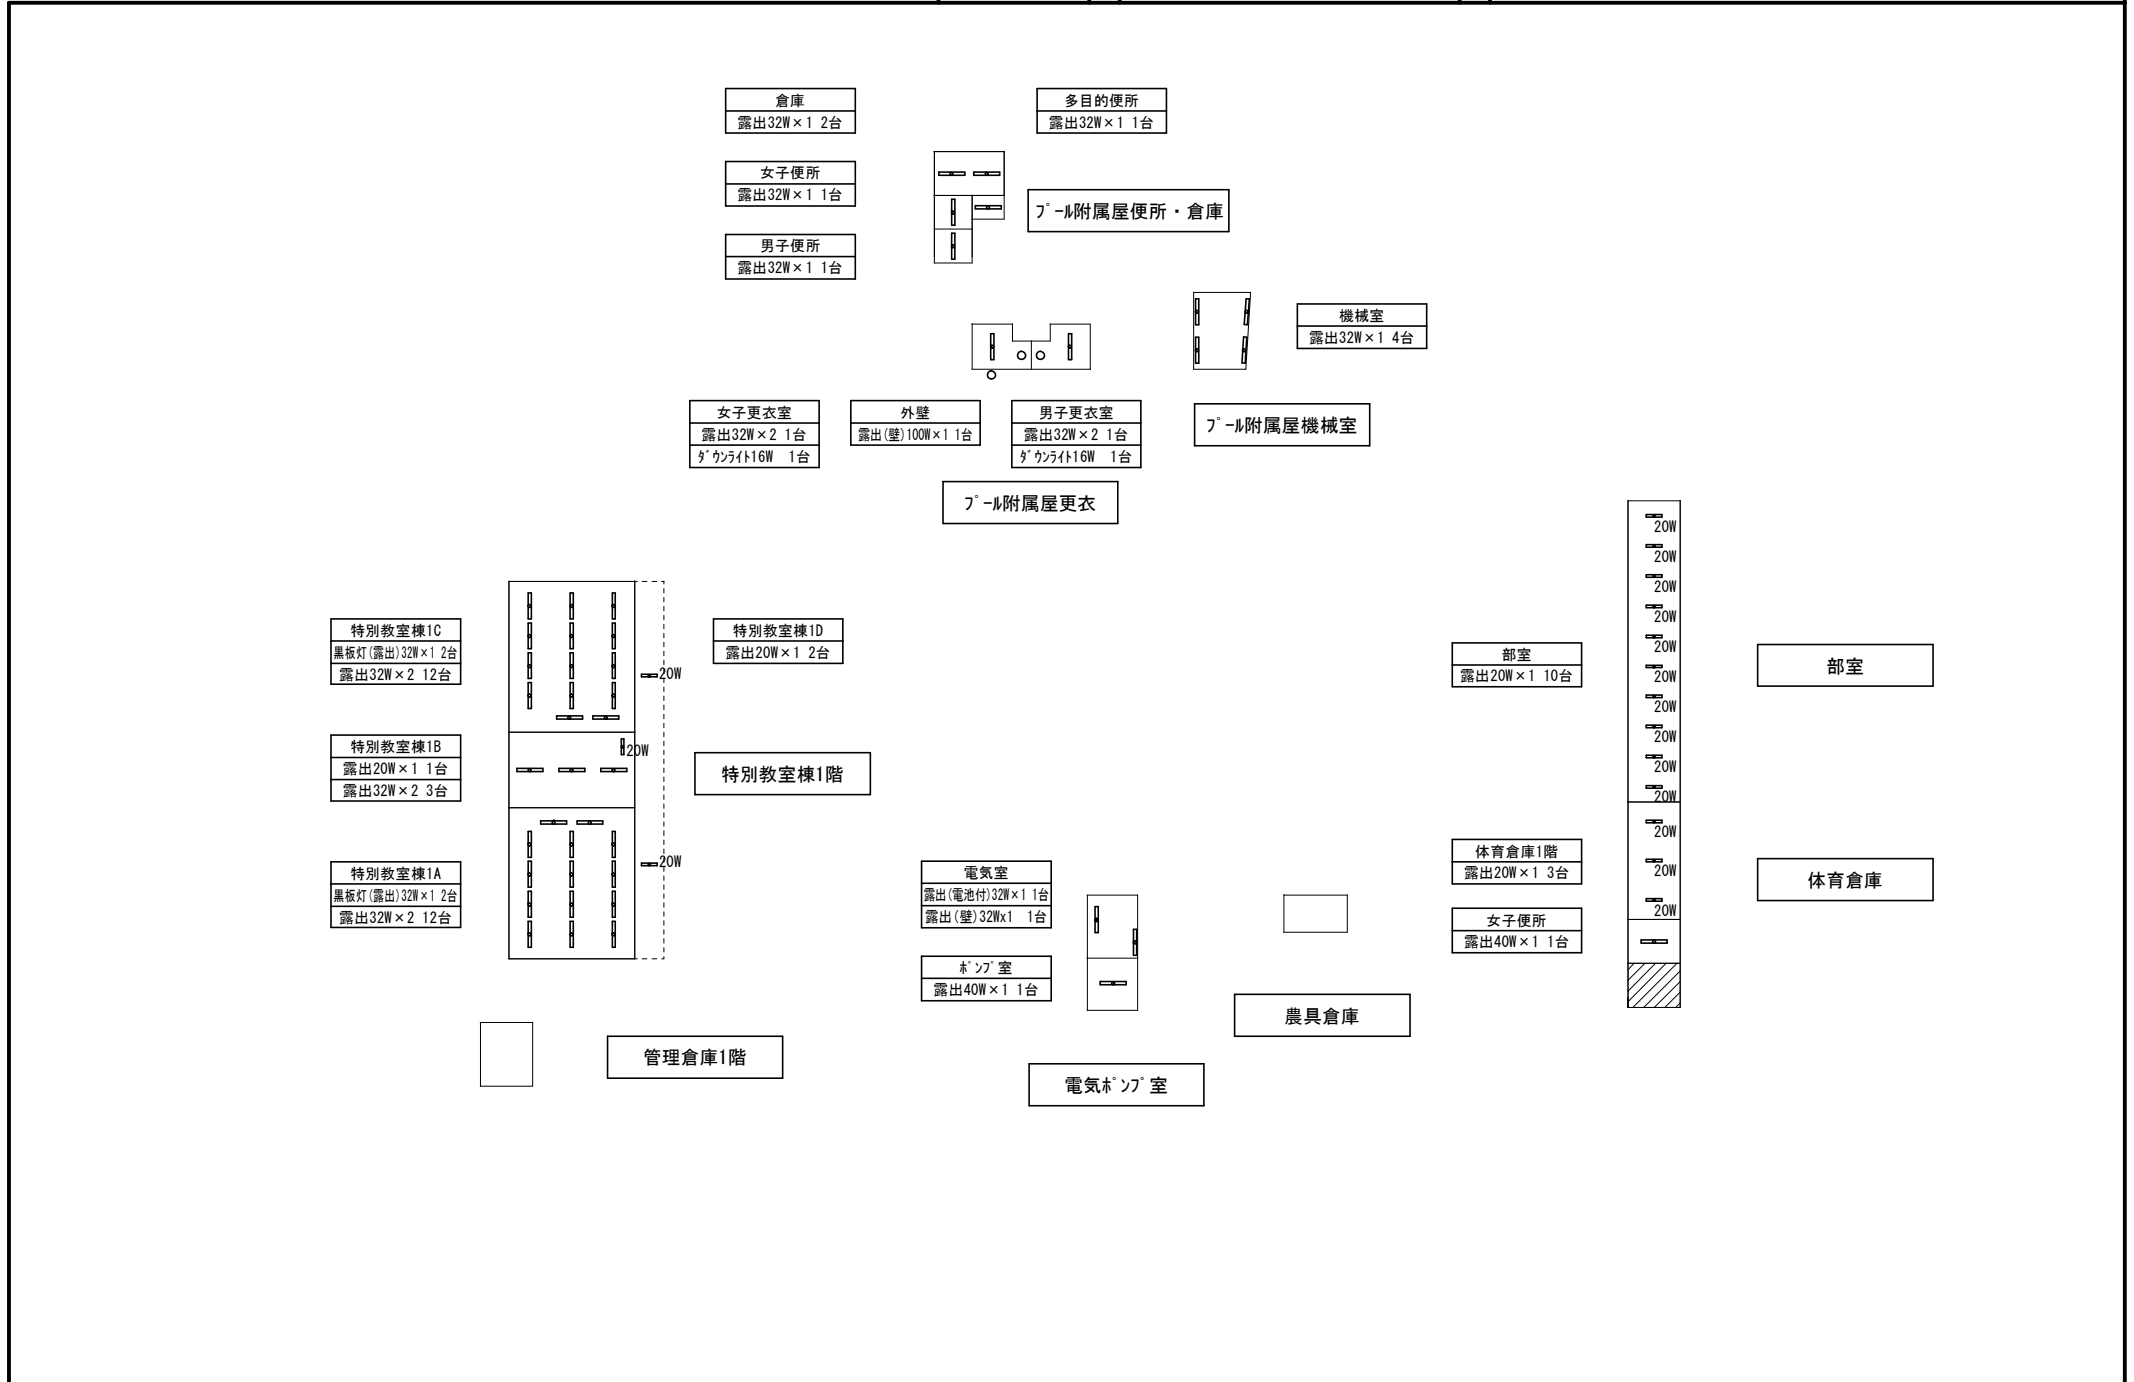 倉庫
露出32W×1 2台
多目的便所
露出32W×1 1台
女子便所
露出32W×1 1台
ﾌﾟｰﾙ附属屋便所・倉庫
男子便所
露出32W×1 1台
機械室
露出32W×1 4台
女子更衣室
露出32W×2 1台
ﾀﾞｳﾝﾗｲﾄ16W 1台
外壁
露出(壁)100W×1 1台
男子更衣室
露出32W×2 1台
ﾀﾞｳﾝﾗｲﾄ16W 1台
ﾌﾟｰﾙ附属屋機械室
ﾌﾟｰﾙ附属屋更衣
特別教室棟1C
黒板灯(露出)32W×1 2台
露出32W×2 12台
20W
特別教室棟1D
露出20W×1 2台
特別教室棟1B
露出20W×1 1台
露出32W×2 3台
20W
特別教室棟1階
特別教室棟1A
黒板灯(露出)32W×1 2台
露出32W×2 12台
20W
管理倉庫1階
電気室
露出(電池付)32W×1 1台
露出(壁)32Wx1 1台
ﾎﾟﾝﾌﾟ室
露出40W×1 1台
電気ﾎﾟﾝﾌﾟ室
農具倉庫
部室
露出20W×1 10台
20W
20W
20W
20W
20W
20W
20W
20W
20W
20W
部室
体育倉庫1階
露出20W×1 3台
20W
20W
20W
体育倉庫
女子便所
露出40W×1 1台